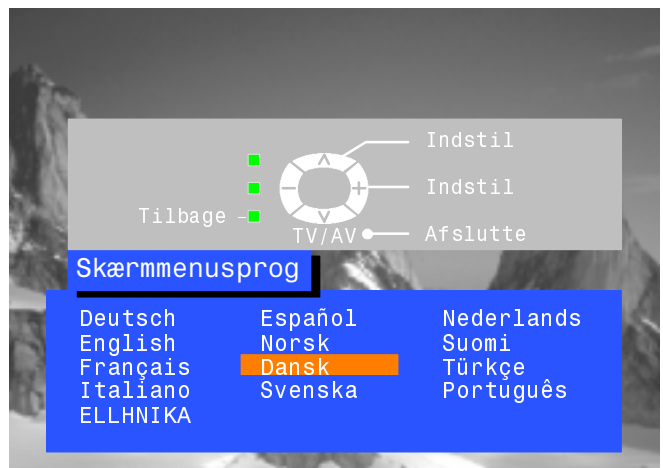 Indstil
Indstil
Tilbage
TV/AV Afslutte
Skærmmenusprog
Deutsch Español Nederlands
English Norsk Suomi
Français Dansk Türkçe
Italiano Svenska Português
ELLHNIKA